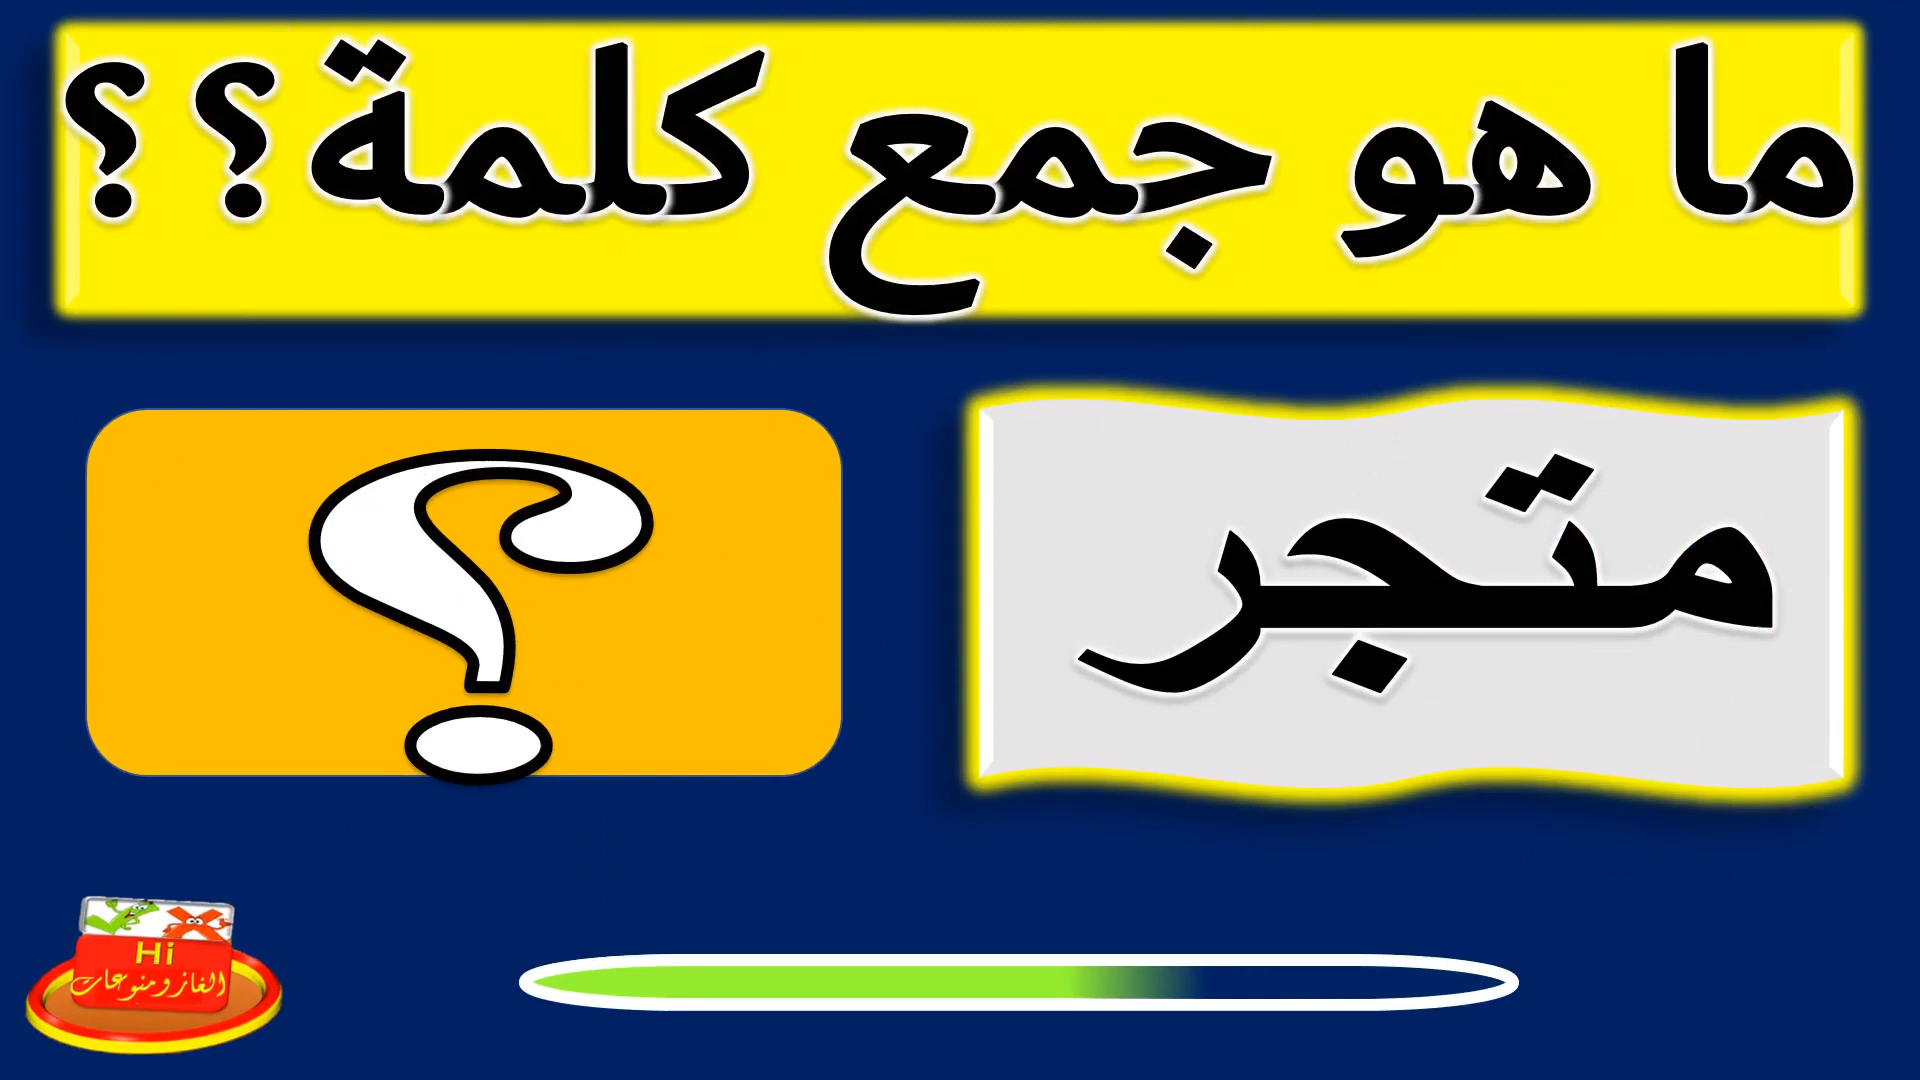 ما هو جمع كلمة؟ ؟
متجر
؟
Hi
الغاز ومنوعات